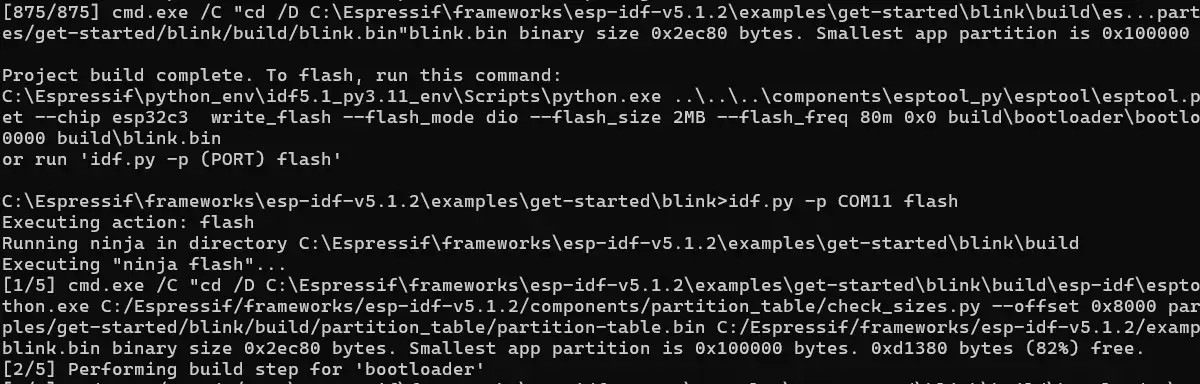 [875/875] cmd.exe /C "cd /D C:\Espressif\frameworks\esp-idf-v5.1.2\examples\get-started\blink\build\es...part
es/get-started/blink/build/blink.bin"blink.bin binary size 0x2ec80 bytes. Smallest app partition is 0x100000
Project build complete. To flash, run this command:
C:\Espressif\python_env\idf5.1_py3.11_env\Scripts\python.exe ..\..\..\components\esptool_py\esptool\esptool.p
et --chip esp32c3  write_flash --flash_mode dio --flash_size 2MB --flash_freq 80m 0x0 build\bootloader\bootlo
0000 build\blink.bin
or run 'idf.py -p (PORT) flash'
C:\Espressif\frameworks\esp-idf-v5.1.2\examples\get-started\blink>idf.py -p COM11 flash
Executing action: flash
Running ninja in directory C:\Espressif\frameworks\esp-idf-v5.1.2\examples\get-started\blink\build
Executing "ninja flash"...
[1/5] cmd.exe /C "cd /D C:\Espressif\frameworks\esp-idf-v5.1.2\examples\get-started\blink\build\esp-idf\espto
thon.exe C:/Espressif/frameworks/esp-idf-v5.1.2/components/partition_table/check_sizes.py --offset 0x8000 par
ples/get-started/blink/build/partition_table/partition-table.bin C:/Espressif/frameworks/esp-idf-v5.1.2/examp
blink.bin binary size 0x2ec80 bytes. Smallest app partition is 0x100000 bytes. 0xd1380 bytes (82%) free.
[2/5] Performing build step for 'bootloader'